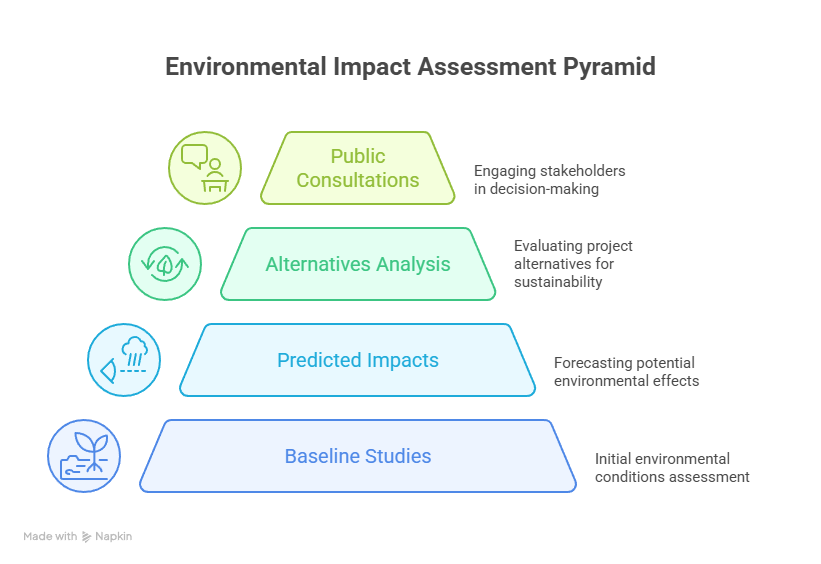 Environmental Impact Assessment Pyramid
Public
Consultations
Engaging stakeholders
in decision-making
Alternatives Analysis
Evaluating project
alternatives for
sustainability
Predicted Impacts
Forecasting potential
environmental effects
Baseline Studies
Initial environmental
conditions assessment
Made with Napkin